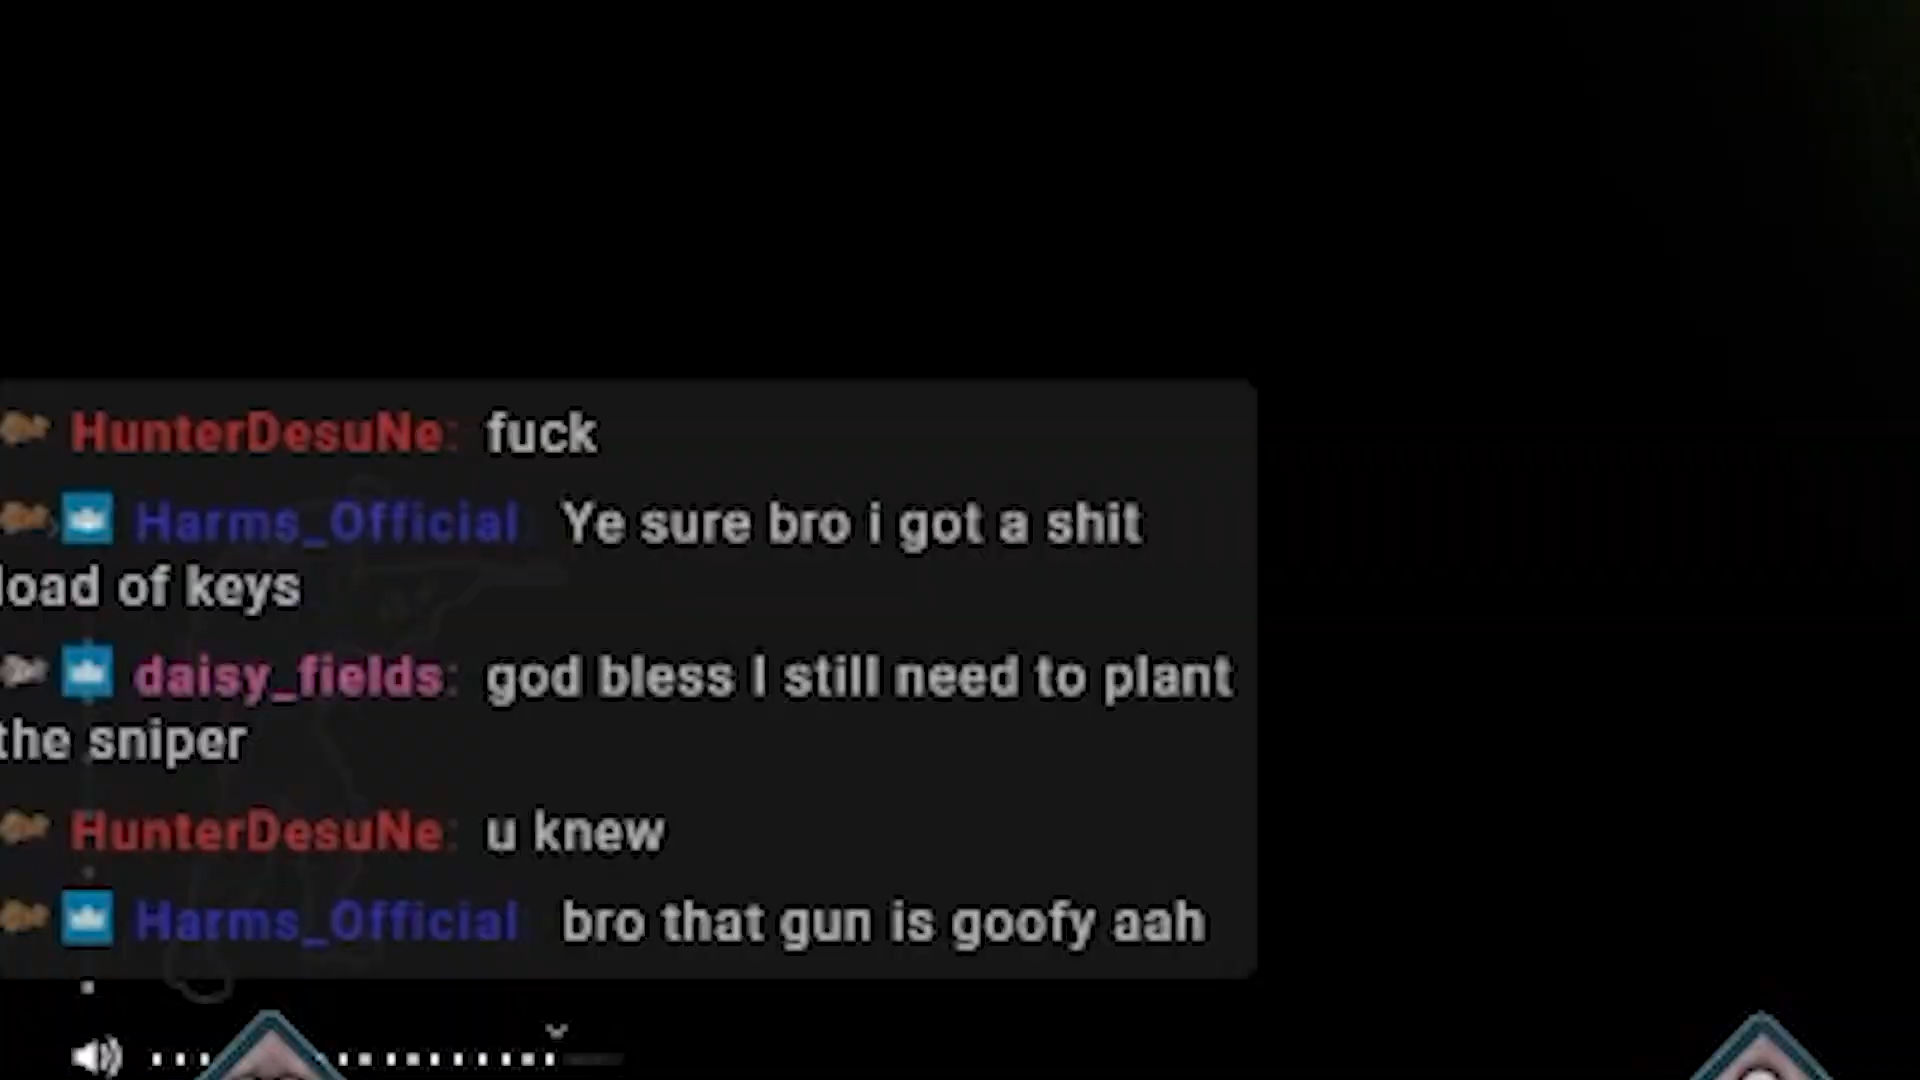 HunterDesuNe: fuck
Harms_Official: Ye sure bro i got a shit
load of keys
daisy_fields: god bless I still need to plant
the sniper
HunterDesuNe: u knew
Harms_Official: bro that gun is goofy aah